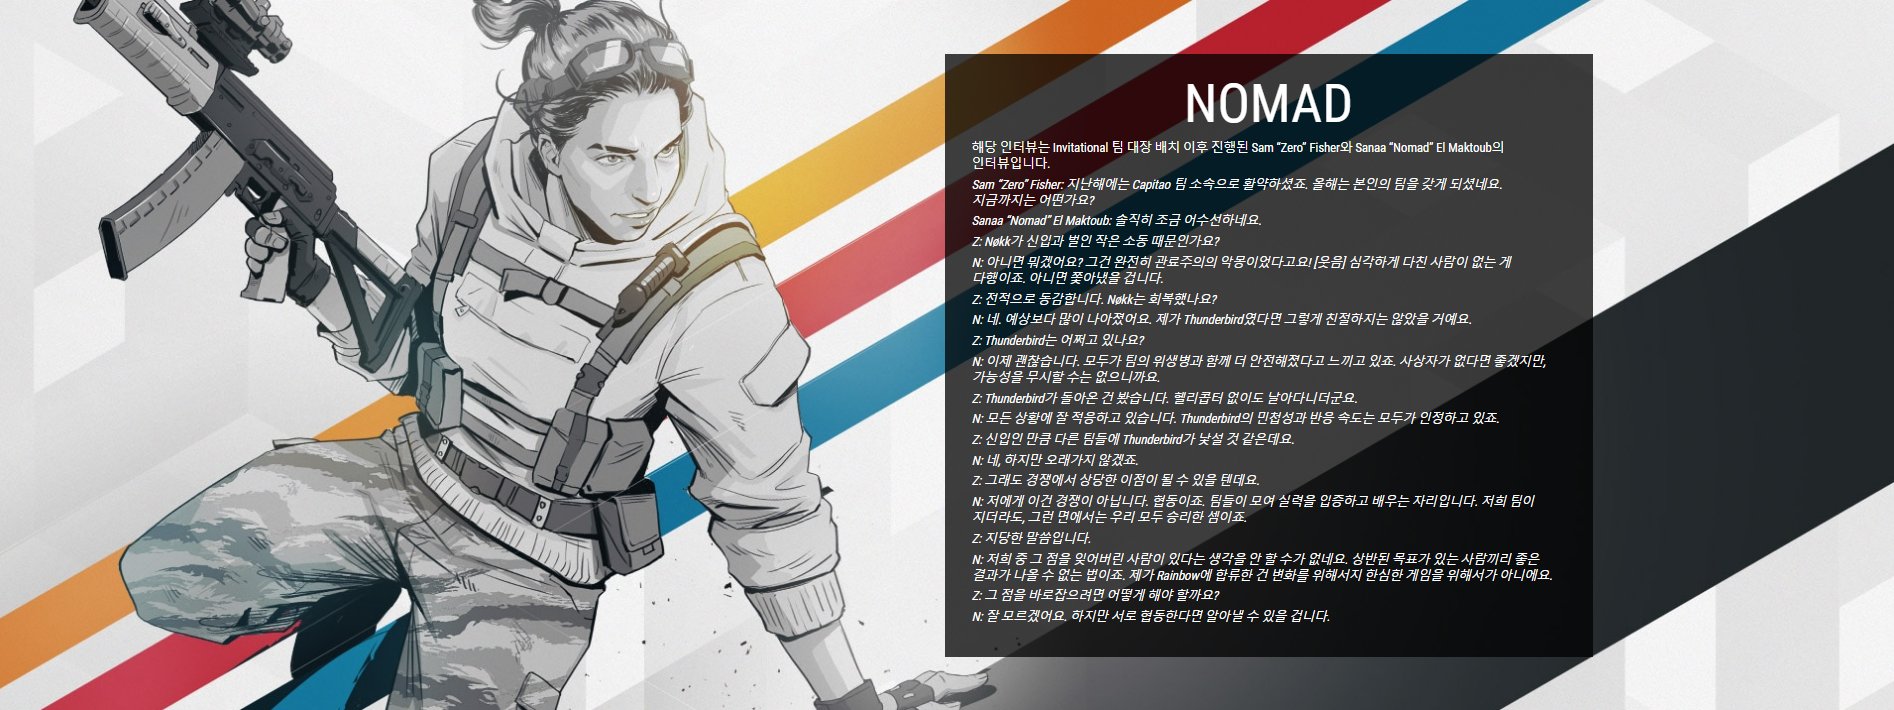 NOMAD
해당 인터뷰는 Invitational 팀 대장 배치 이후 진행된 Sam “Zero” Fisher와 Sanaa “Nomad” El Maktoub의
인터뷰입니다.
Sam “Zero” Fisher: 지난해에는 Capitao 팀 소속으로 활약하셨죠. 올해는 본인의 팀을 갖게 되셨네요.
지금까지는 어떤가요?
Sanaa “Nomad” El Maktoub: 솔직히 조금 어수선하네요.
Z: Nøkk가 신입과 벌인 작은 소동 때문인가요?
N: 아니면 뭐겠어요? 그건 완전히 관료주의의 악몽이었다고요! [웃음] 심각하게 다친 사람이 없는 게
다행이죠. 아니면 쫓아냈을 겁니다.
Z: 전적으로 동감합니다. Nøkk는 회복했나요?
N: 네. 예상보다 많이 나아졌어요. 제가 Thunderbird였다면 그렇게 친절하지는 않았을 거예요.
Z: Thunderbird는 어쩌고 있나요?
N: 이제 괜찮습니다. 모두가 팀의 위생병과 함께 더 안전해졌다고 느끼고 있죠. 사상자가 없다면 좋겠지만,
가능성을 무시할 수는 없으니까요.
Z: Thunderbird가 돌아온 건 봤습니다. 헬리콥터 없이도 날아다니더군요.
N: 모든 상황에 잘 적응하고 있습니다. Thunderbird의 민첩성과 반응 속도는 모두가 인정하고 있죠.
Z: 신입인 만큼 다른 팀들에 Thunderbird가 낯설 것 같은데요.
N: 네, 하지만 오래가지 않겠죠.
Z: 그래도 경쟁에서 상당한 이점이 될 수 있을 텐데요.
N: 저에게 이건 경쟁이 아닙니다. 협동이죠. 팀들이 모여 실력을 입증하고 배우는 자리입니다. 저희 팀이
지더라도, 그런 면에서는 우리 모두 승리한 셈이죠.
Z: 지당한 말씀입니다.
N: 저희 중 그 점을 잊어버린 사람이 있다는 생각을 안 할 수가 없네요. 상반된 목표가 있는 사람끼리 좋은
결과가 나올 수 없는 법이죠. 제가 Rainbow에 합류한 건 변화를 위해서지 한심한 게임을 위해서가 아니에요.
Z: 그 점을 바로잡으려면 어떻게 해야 할까요?
N: 잘 모르겠어요. 하지만 서로 협동한다면 알아낼 수 있을 겁니다.